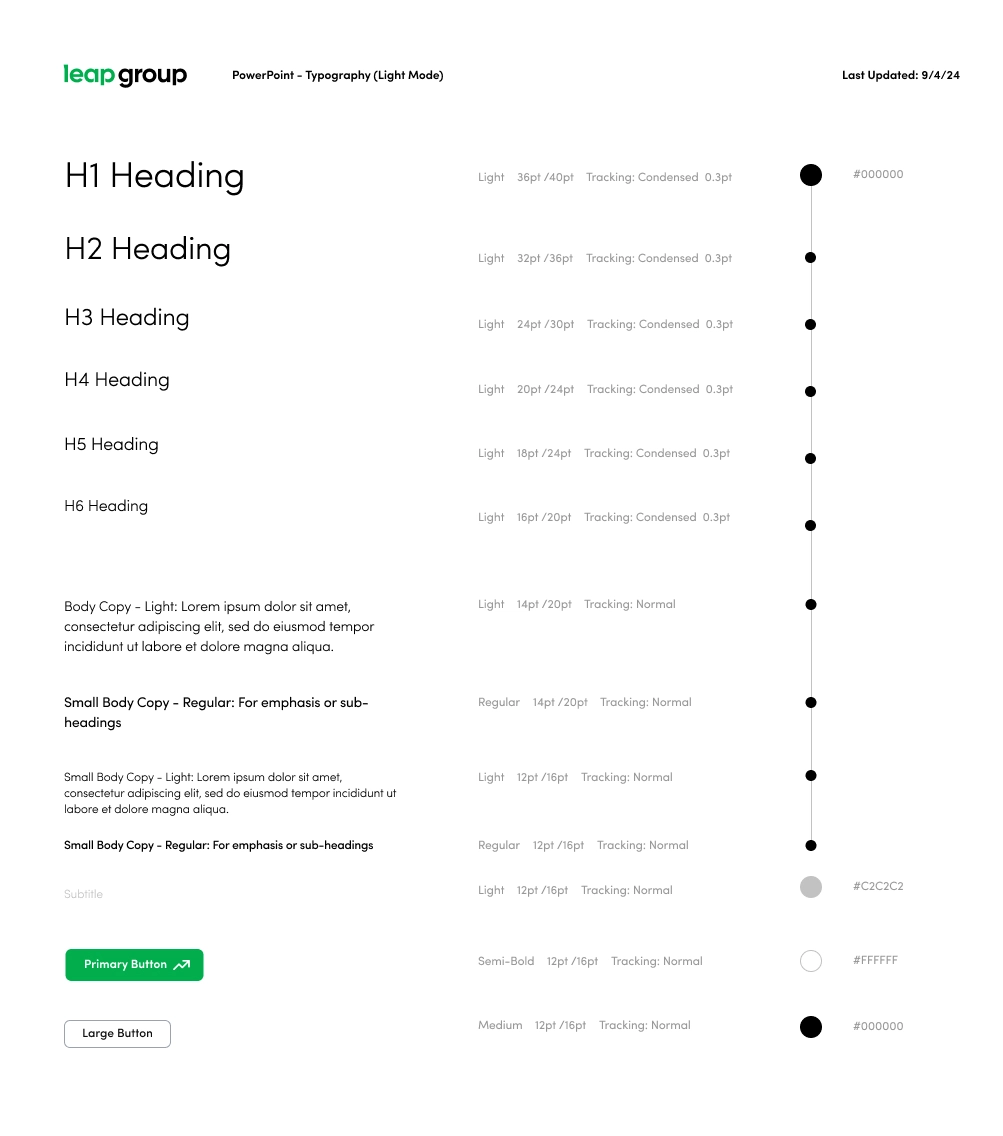 leap group
PowerPoint - Typography (Light Mode)
Last Updated: 9/4/24
H1 Heading
Light 36pt /40pt Tracking: Condensed 0.3pt
#000000
H2 Heading
Light 32pt /36pt Tracking: Condensed 0.3pt
H3 Heading
Light 24pt /30pt Tracking: Condensed 0.3pt
H4 Heading
Light 20pt /24pt Tracking: Condensed 0.3pt
H5 Heading
Light 18pt /24pt Tracking: Condensed 0.3pt
H6 Heading
Light 16pt /20pt Tracking: Condensed 0.3pt
Body Copy - Light: Lorem ipsum dolor sit amet,
consectetur adipiscing elit, sed do eiusmod tempor
incididunt ut labore et dolore magna aliqua.
Light 14pt /20pt Tracking: Normal
Small Body Copy - Regular: For emphasis or sub-
headings
Regular 14pt /20pt Tracking: Normal
Small Body Copy - Light: Lorem ipsum dolor sit amet,
consectetur adipiscing elit, sed do eiusmod tempor incididunt ut
labore et dolore magna aliqua.
Light 12pt /16pt Tracking: Normal
Small Body Copy - Regular: For emphasis or sub-headings
Regular 12pt /16pt Tracking: Normal
Subtitle
Light 12pt /16pt Tracking: Normal
#C2C2C2
Primary Button
Semi-Bold 12pt /16pt Tracking: Normal
#FFFFFF
Large Button
Medium 12pt /16pt Tracking: Normal
#000000